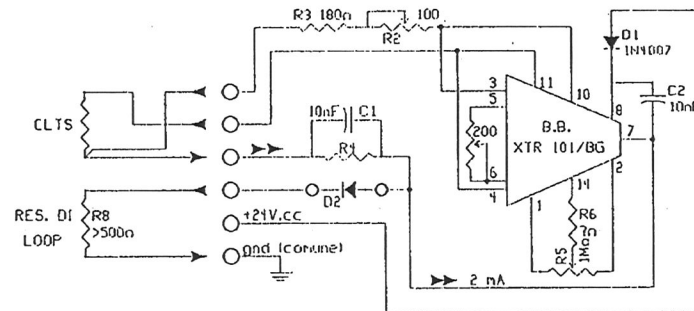 R3 180Ω
100
R2
D1
1N4007
3
11
5
10
C2
10nF
8
7
B.B.
XTR 101/BG
200
6
4
14
2
1
R6
R5
1MΩ
10nF
C1
R4
CLTS
D2
RES. DI
LOOP
R8
>500Ω
+24V.cc
gnd (comune)
2 mA